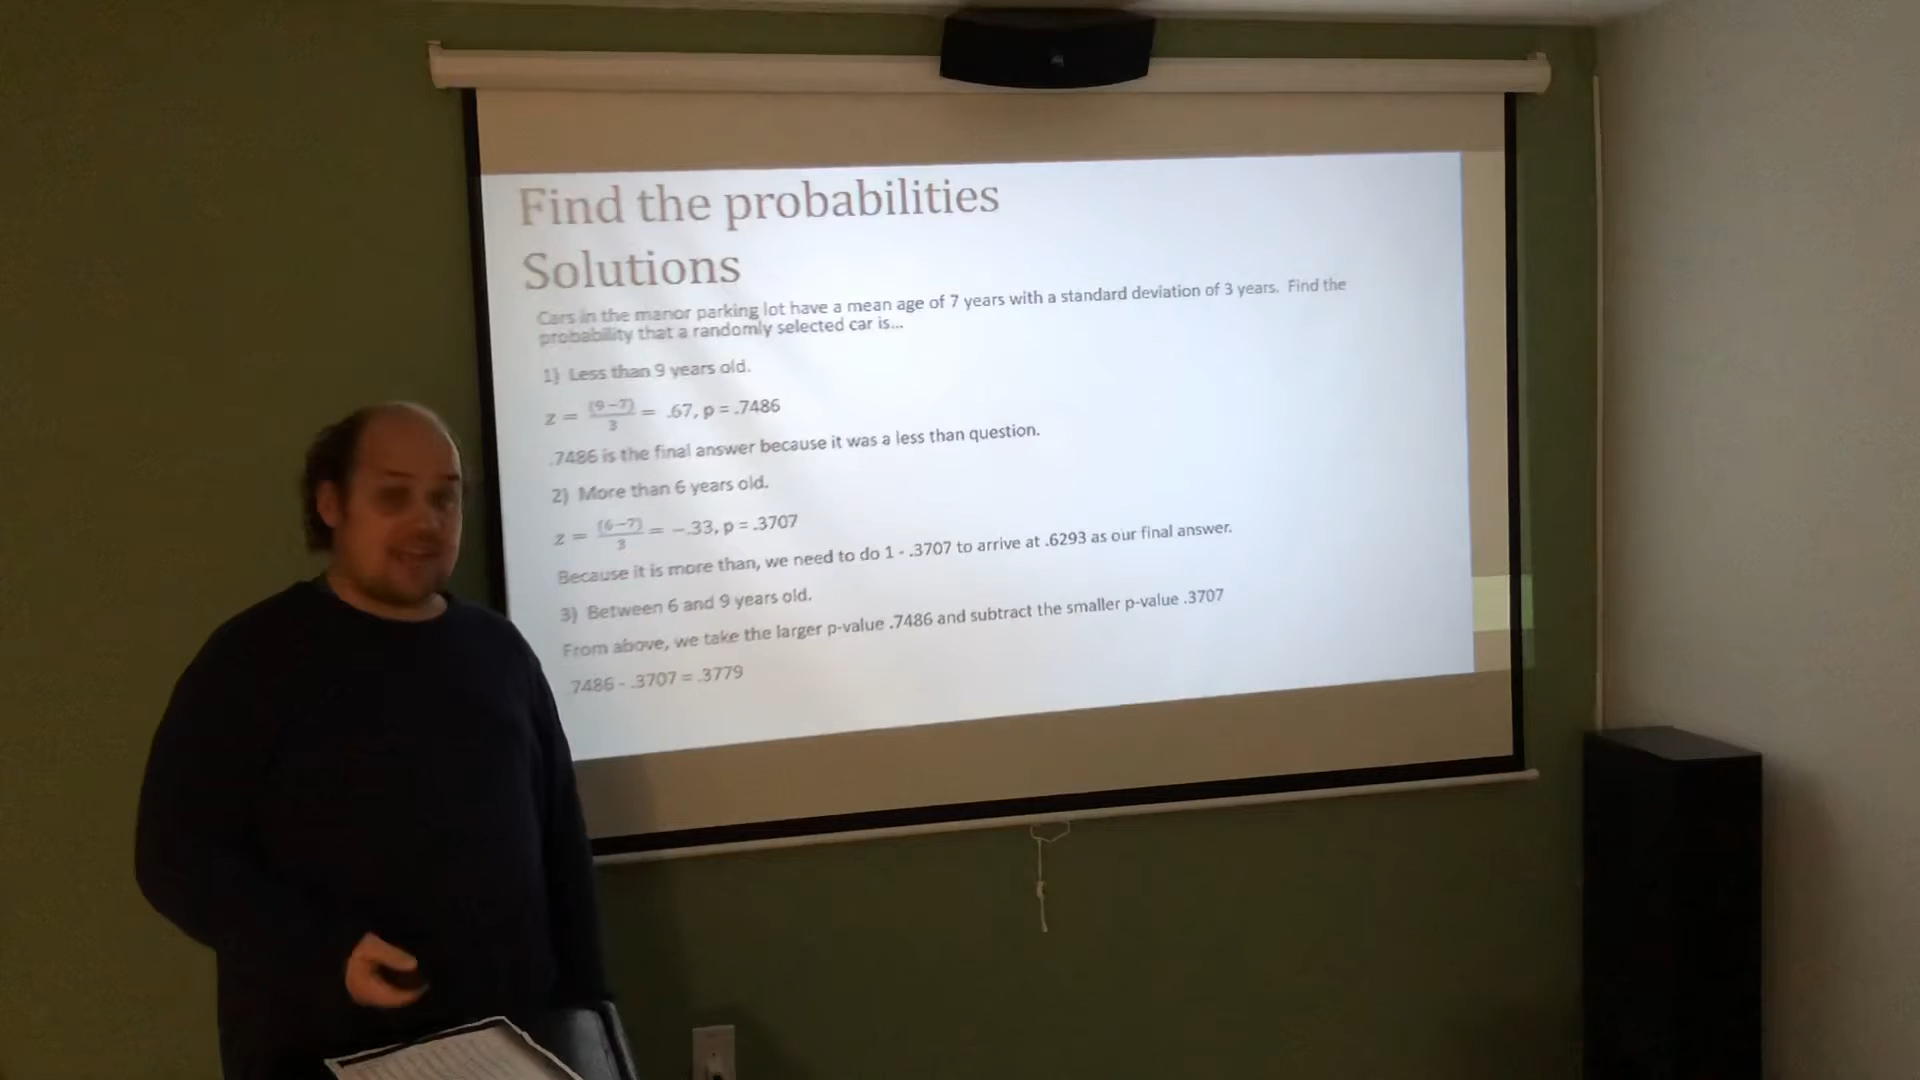 Find the probabilities
Solutions
Cars in the manor parking lot have a mean age of 7 years with a standard deviation of 3 years. Find the
probability that a randomly selected car is...
1) Less than 9 years old.
z = (9−7)/3 = .67, p = .7486
.7486 is the final answer because it was a less than question.
2) More than 6 years old.
z = (6−7)/3 = −.33, p = .3707
Because it is more than, we need to do 1 - .3707 to arrive at .6293 as our final answer.
3) Between 6 and 9 years old.
From above, we take the larger p-value .7486 and subtract the smaller p-value .3707
.7486 - .3707 = .3779